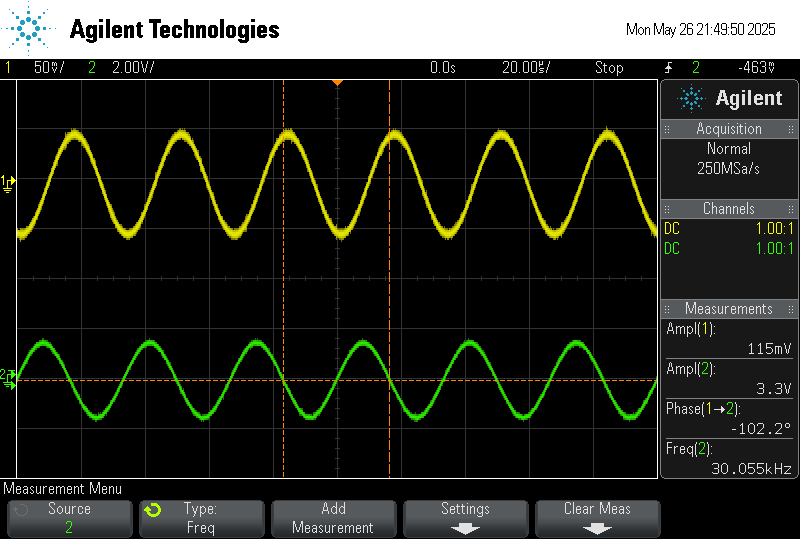 Agilent Technologies
Mon May 26 21:49:50 2025
1 50mV/ 2 2.00V/ 0.0s 20.00µs/ Stop 2 -463mV
Agilent
Acquisition
Normal
250MSa/s
Channels
DC 1.00:1
DC 1.00:1
Measurements
Ampl(1):
115mV
Ampl(2):
3.3V
Phase(1→2):
-102.2°
Freq(2):
30.055kHz
1
2
Measurement Menu
Source
2
Type:
Freq
Add
Measurement
Settings
Clear Meas